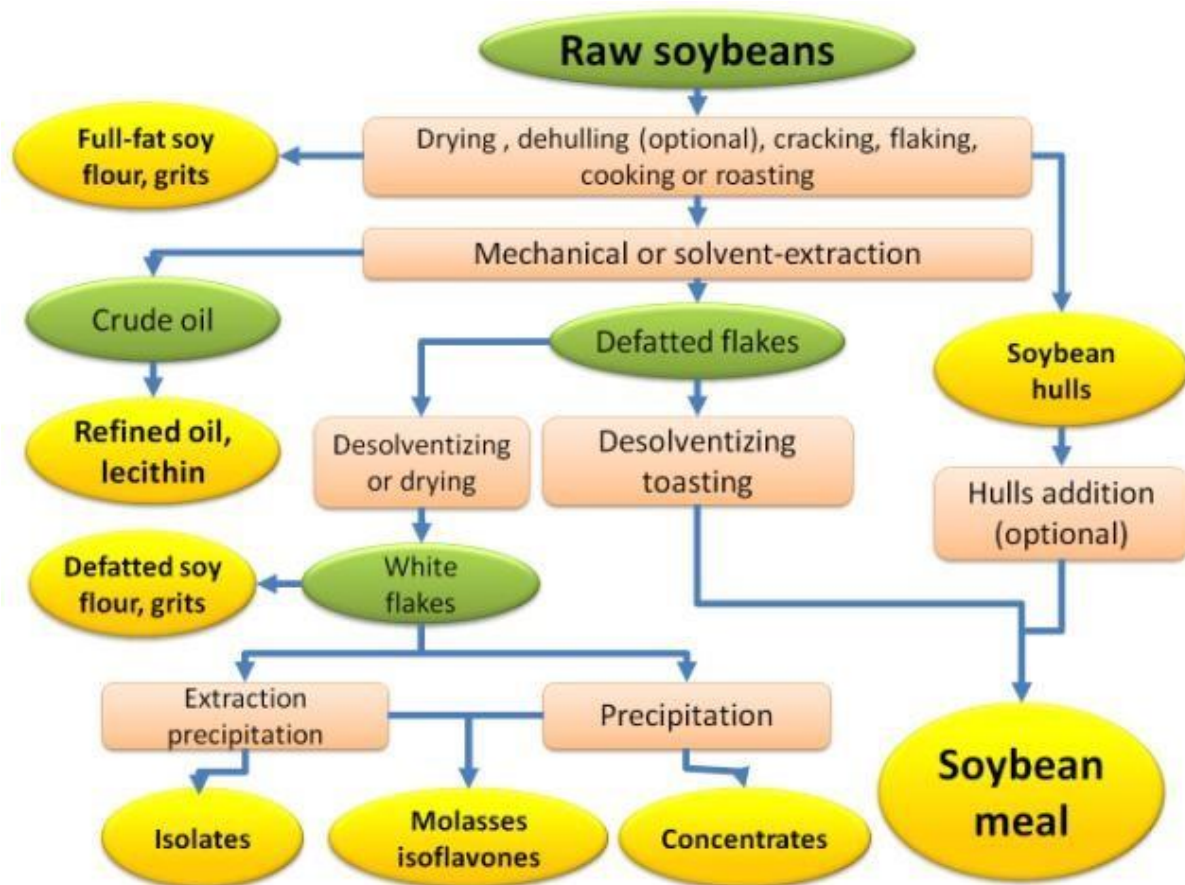 Raw soybeans
Full-fat soy
flour, grits
Drying , dehulling (optional), cracking, flaking,
cooking or roasting
Mechanical or solvent-extraction
Crude oil
Defatted flakes
Soybean
hulls
Refined oil,
lecithin
Desolventizing
or drying
Desolventizing
toasting
Hulls addition
(optional)
Defatted soy
flour, grits
White
flakes
Extraction
precipitation
Precipitation
Soybean
meal
Isolates
Molasses
isoflavones
Concentrates